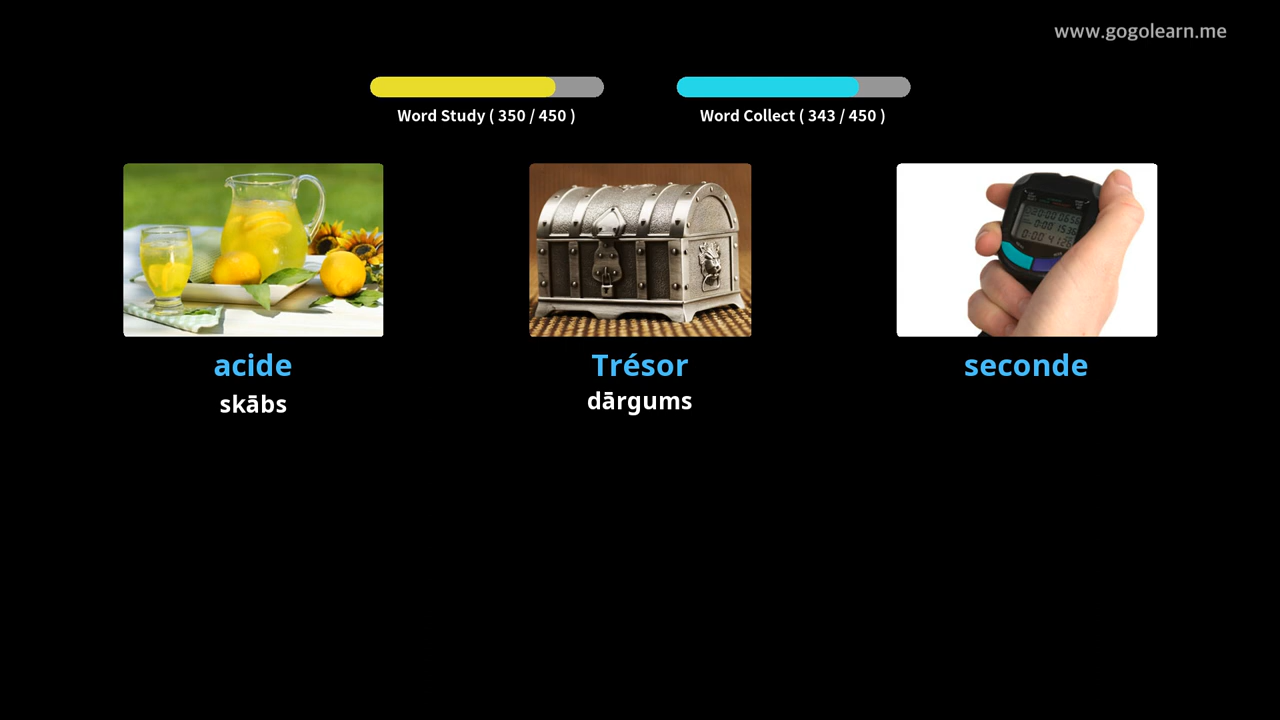 www.gogolearn.me
Word Study ( 350 / 450 )
Word Collect ( 343 / 450 )
acide
Trésor
seconde
skābs
dārgums